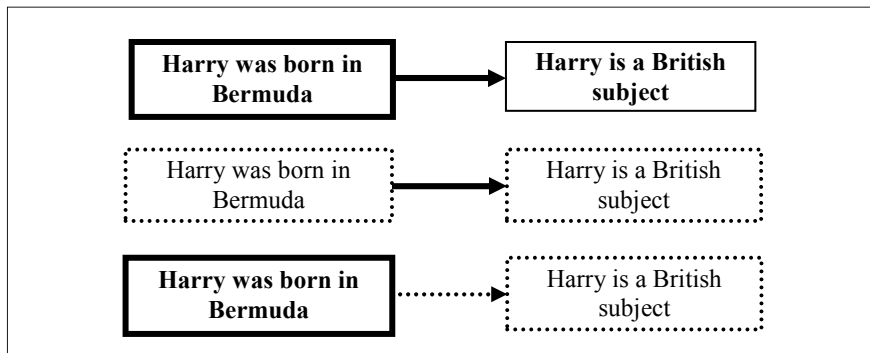 Harry was born in
Bermuda
Harry is a British
subject
Harry was born in
Bermuda
Harry is a British
subject
Harry was born in
Bermuda
Harry is a British
subject